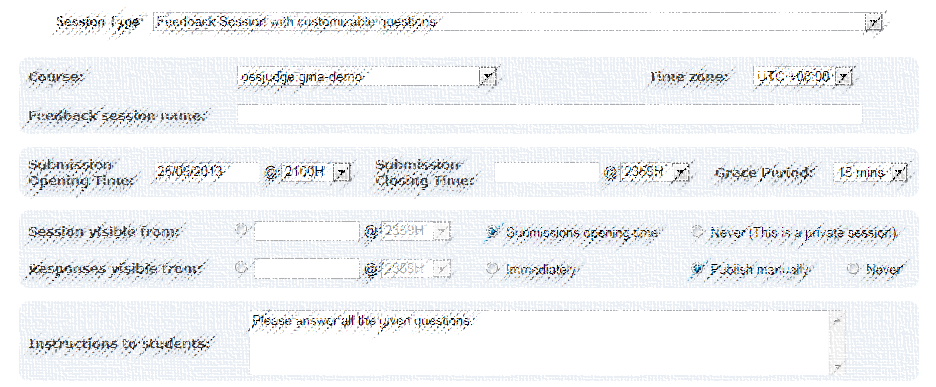 Session Type: Feedback Session with customizable questions
Course: ossjudge.gma-demo Time zone: UTC +08:00
Feedback session name:
Submission Opening Time: @ 2100H Submission Closing Time: @ 2359H Grace Period: 15 mins
Session visible from: @ 2359H Submissions opening time Never (This is a private session)
Responses visible from: @ 2359H Immediately Publish manually Never
Instructions to students: Please answer all the given questions.